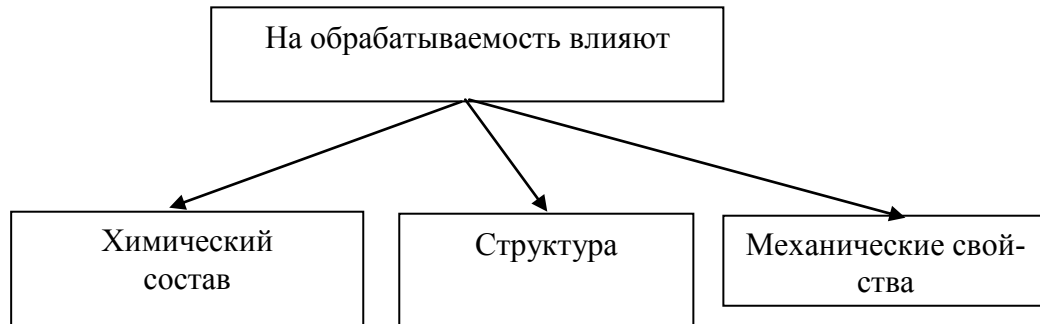 На обрабатываемость влияют
Химический
состав
Структура
Механические свой-
ства